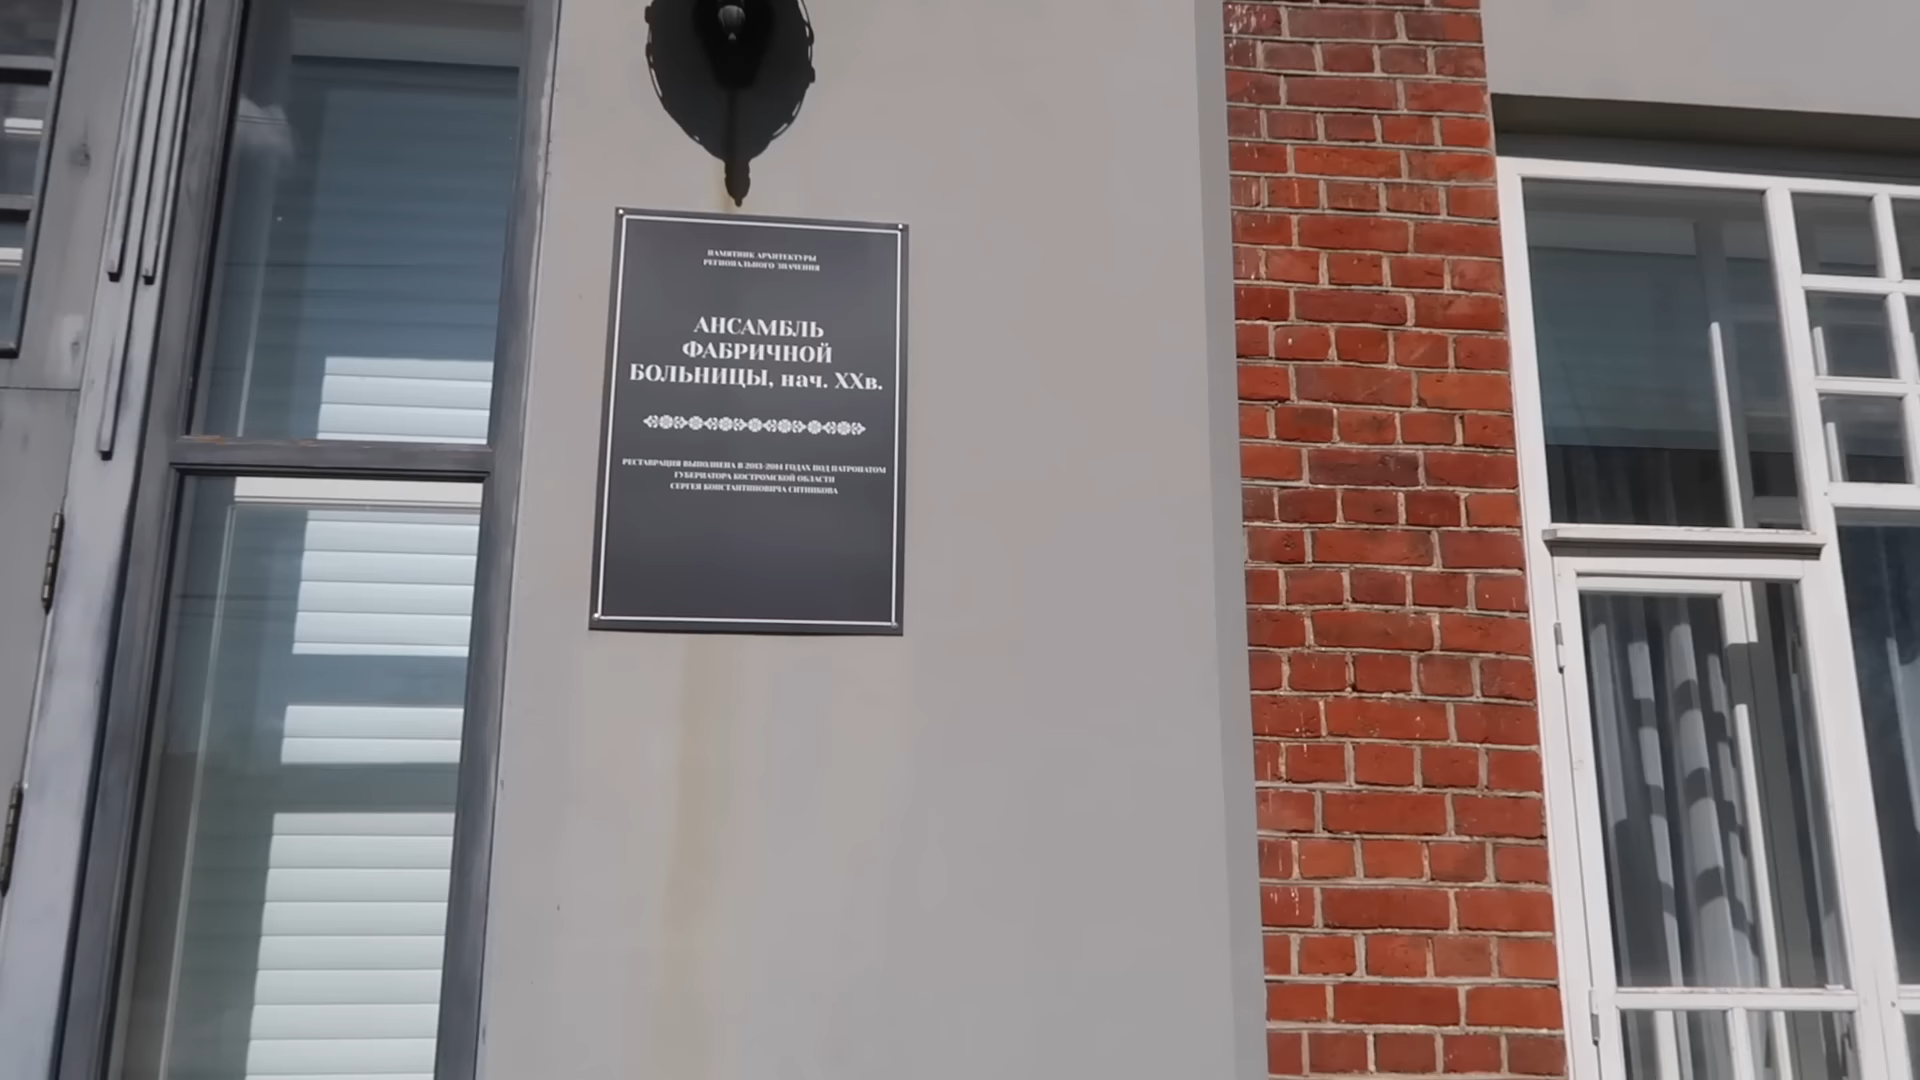 ПАМЯТНИК АРХИТЕКТУРЫ
РЕГИОНАЛЬНОГО ЗНАЧЕНИЯ
АНСАМБЛЬ
ФАБРИЧНОЙ
БОЛЬНИЦЫ, нач. XXв.
РЕСТАВРАЦИЯ ВЫПОЛНЕНА В 2013-2014 ГОДАХ ПОД ПАТРОНАТОМ
ГУБЕРНАТОРА КОСТРОМСКОЙ ОБЛАСТИ
СЕРГЕЯ КОНСТАНТИНОВИЧА СИТНИКОВА